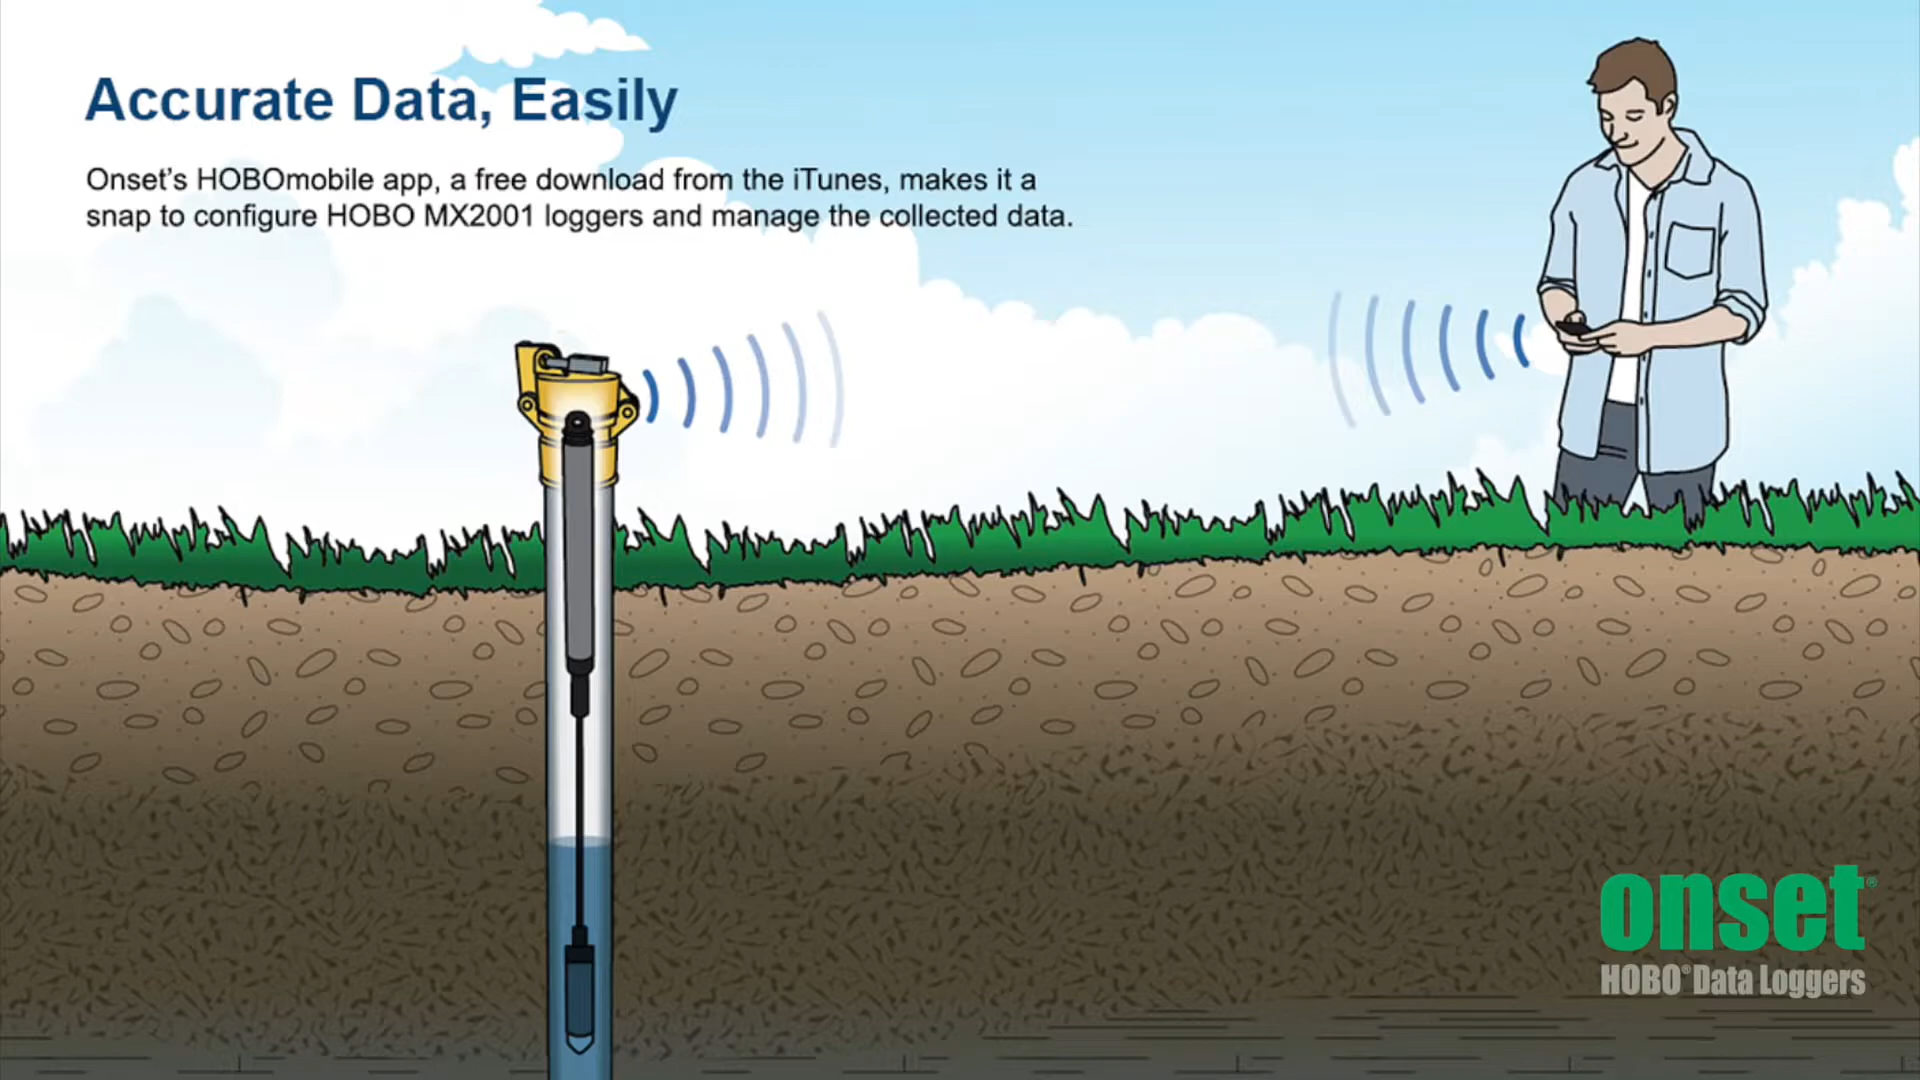 Accurate Data, Easily
Onset's HOBOmobile app, a free download from the iTunes, makes it a
snap to configure HOBO MX2001 loggers and manage the collected data.
onset®
HOBO® Data Loggers